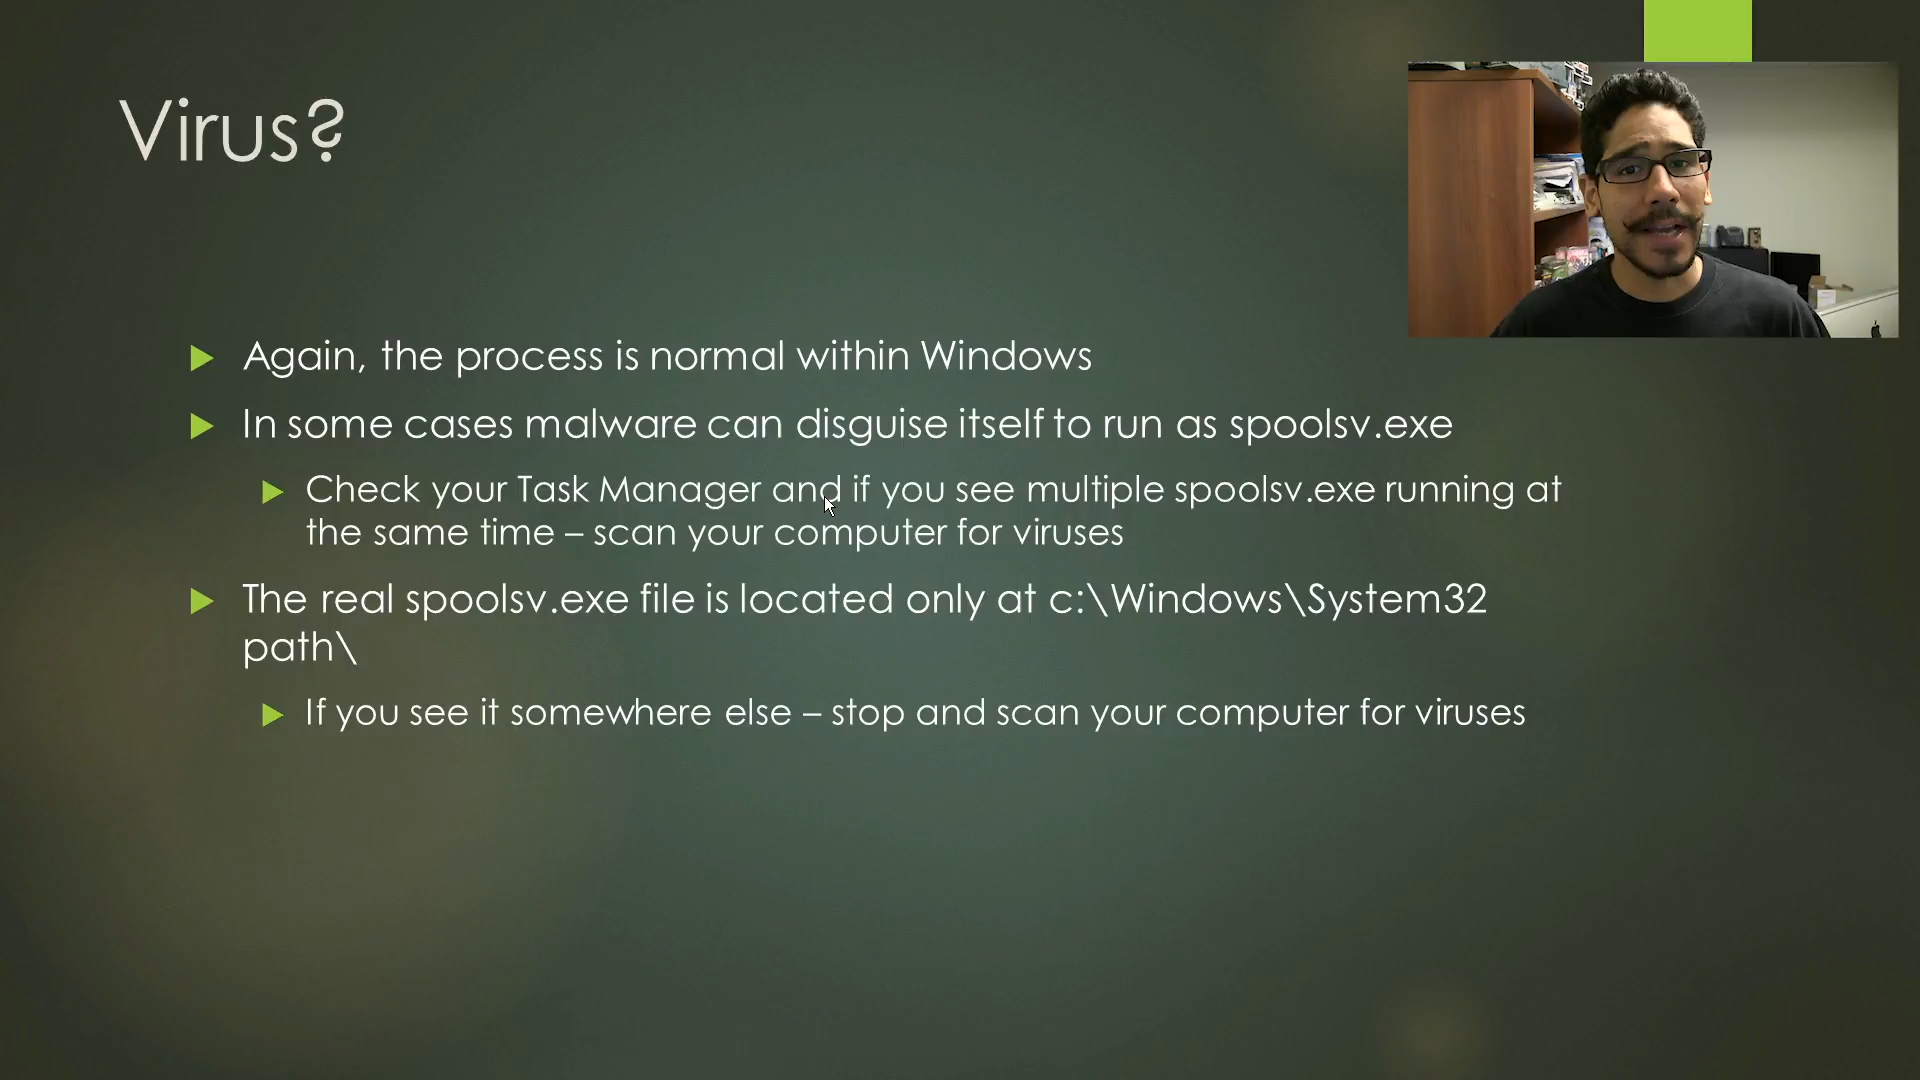 Virus?
Again, the process is normal within Windows
In some cases malware can disguise itself to run as spoolsv.exe
Check your Task Manager and if you see multiple spoolsv.exe running at
the same time – scan your computer for viruses
The real spoolsv.exe file is located only at c:\Windows\System32
path\
If you see it somewhere else – stop and scan your computer for viruses